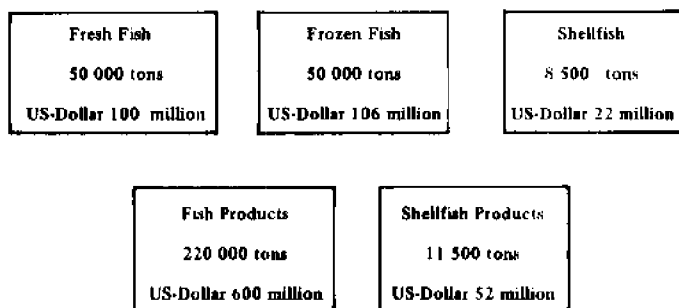 Fresh Fish
50 000 tons
US-Dollar 100 million
Frozen Fish
50 000 tons
US-Dollar 106 million
Shellfish
8 500 tons
US-Dollar 22 million
Fish Products
220 000 tons
US-Dollar 600 million
Shellfish Products
11 500 tons
US-Dollar 52 million